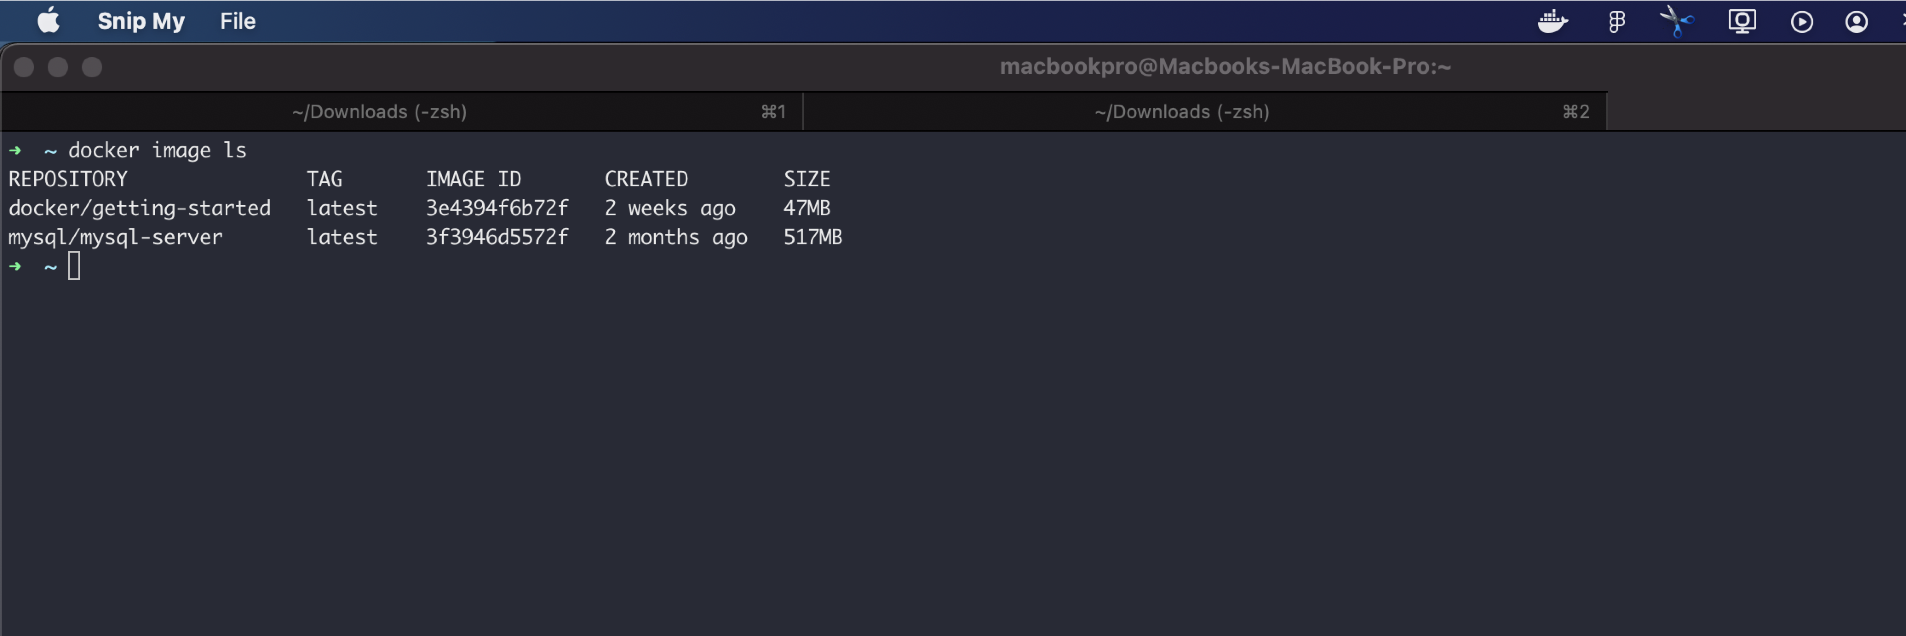 Snip My File
macbookpro@Macbooks-MacBook-Pro:~
~/Downloads (-zsh) ⌘1 ~/Downloads (-zsh) ⌘2
➜ ~ docker image ls
REPOSITORY TAG IMAGE ID CREATED SIZE
docker/getting-started latest 3e4394f6b72f 2 weeks ago 47MB
mysql/mysql-server latest 3f3946d5572f 2 months ago 517MB
➜ ~